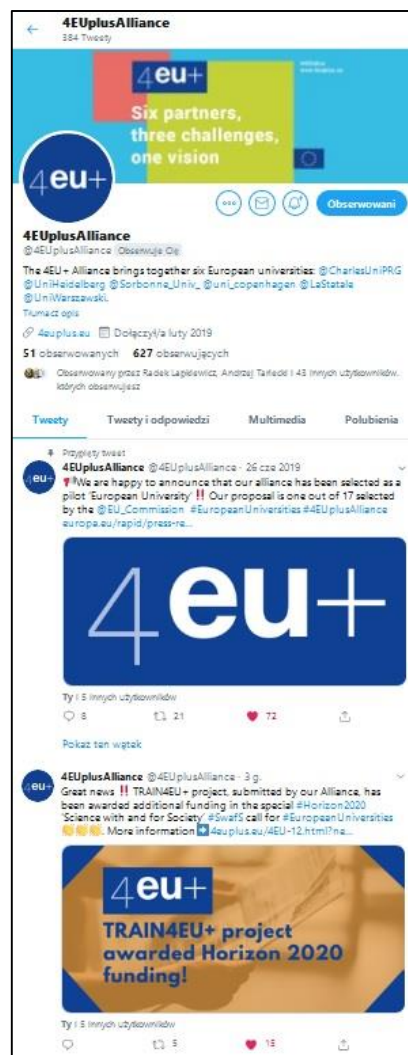 4EUplusAlliance
384 Tweety
4eu+
Six partners,
three challenges,
one vision
4eu+
Obserwowani
4EUplusAlliance
@4EUplusAlliance Obserwuje Cię
The 4EU+ Alliance brings together six European universities: @CharlesUniPRG
@UniHeidelberg @Sorbonne_Univ_ @uni_copenhagen @LaStatale
@UniWarszawski.
Tłumacz opis
4euplus.eu Dołączył/a luty 2019
51 obserwowanych 627 obserwujących
Obserwowany przez Radek Lapkiewicz, Andrzej Tarlecki i 43 innych użytkowników,
których obserwujesz
Tweety Tweety i odpowiedzi Multimedia Polubienia
Przypięty tweet
4EUplusAlliance @4EUplusAlliance · 26 cze 2019
We are happy to announce that our alliance has been selected as a
pilot 'European University' ‼ Our proposal is one out of 17 selected
by the @EU_Commission #EuropeanUniversities #4EUplusAlliance
europa.eu/rapid/press-re...
4eu+
4eu+
Ty i 5 innych użytkowników
8 21 72
Pokaż ten wątek
4EUplusAlliance @4EUplusAlliance · 3 g.
Great news ‼ TRAIN4EU+ project, submitted by our Alliance, has
been awarded additional funding in the special #Horizon2020
'Science with and for Society' #SwafS call for #EuropeanUniversities
👏👏👏. More information ➡ 4euplus.eu/4EU-12.html?ne...
4eu+
4eu+
TRAIN4EU+ project
awarded Horizon 2020
funding!
Ty i 5 innych użytkowników
5 15